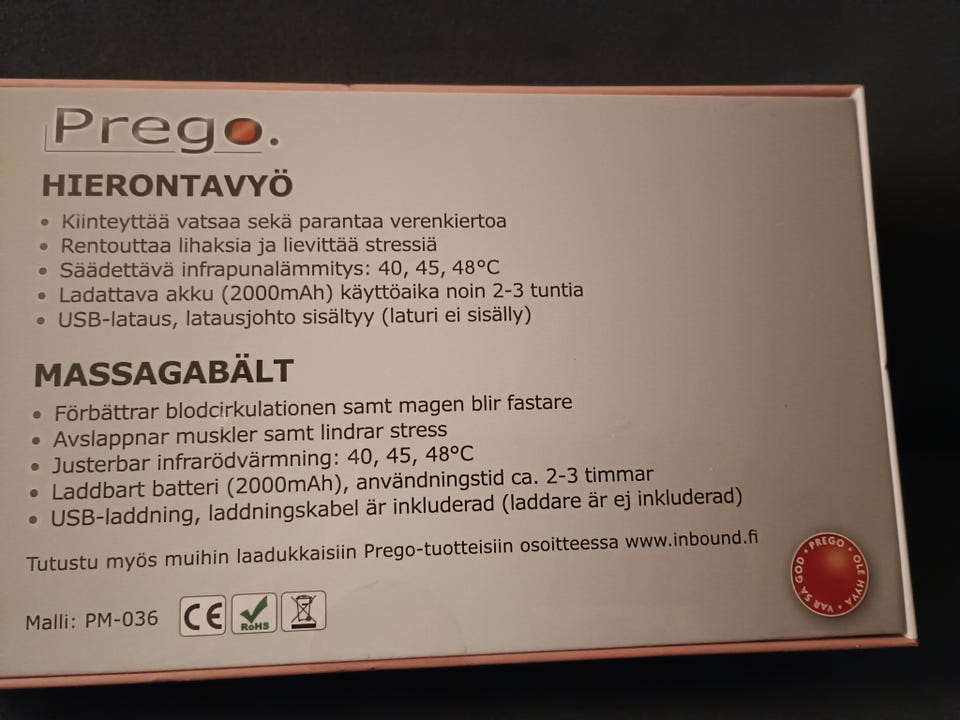 Prego.
HIERONTAVYÖ
• Kiinteyttää vatsaa sekä parantaa verenkiertoa
• Rentouttaa lihaksia ja lievittää stressiä
• Säädettävä infrapunalämmitys: 40, 45, 48°C
• Ladattava akku (2000mAh) käyttöaika noin 2-3 tuntia
• USB-lataus, latausjohto sisältyy (laturi ei sisälly)
MASSAGABÄLT
• Förbättrar blodcirkulationen samt magen blir fastare
• Avslappnar muskler samt lindrar stress
• Justerbar infrarödvärmning: 40, 45, 48°C
• Laddbart batteri (2000mAh), användningstid ca. 2-3 timmar
• USB-laddning, laddningskabel är inkluderad (laddare är ej inkluderad)
Tutustu myös muihin laadukkaisiin Prego-tuotteisiin osoitteessa www.inbound.fi
Malli: PM-036 CE RoHS
PREGO • OLE HYVÄ • VAR SÅ GOD •